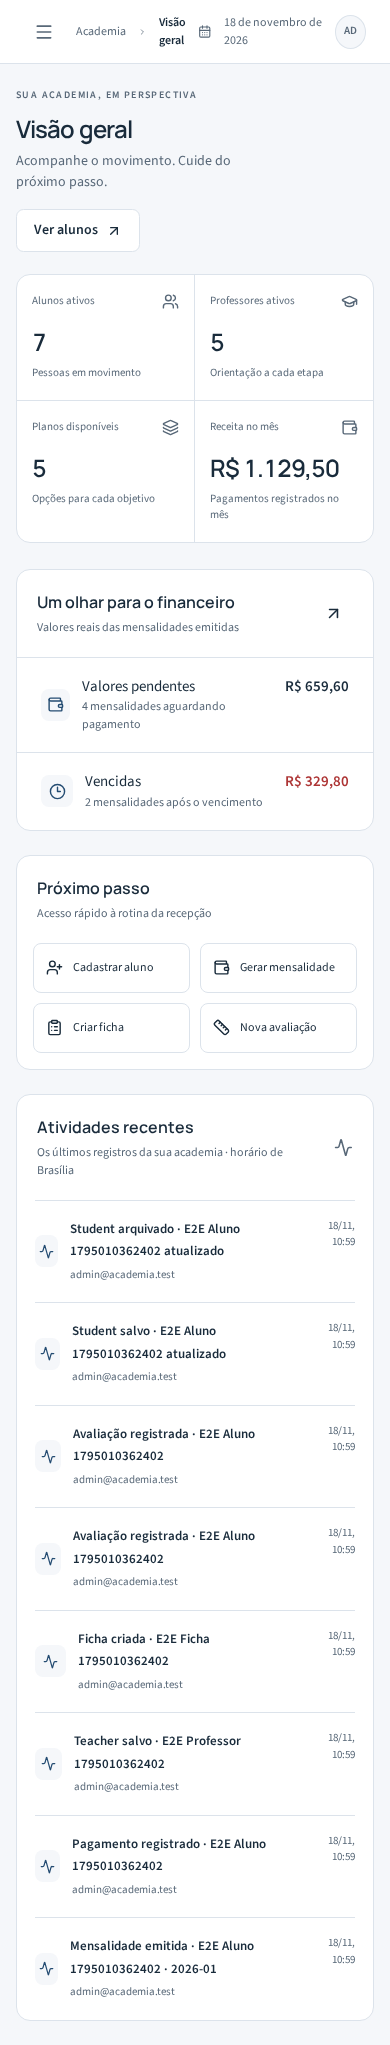 Academia
Visão
geral
18 de novembro de
2026
AD
SUA ACADEMIA, EM PERSPECTIVA
Visão geral
Acompanhe o movimento. Cuide do
próximo passo.
Ver alunos
Alunos ativos
7
Pessoas em movimento
Professores ativos
5
Orientação a cada etapa
Planos disponíveis
5
Opções para cada objetivo
Receita no mês
R$ 1.129,50
Pagamentos registrados no
mês
Um olhar para o financeiro
Valores reais das mensalidades emitidas
Valores pendentes
4 mensalidades aguardando
pagamento
R$ 659,60
Vencidas
2 mensalidades após o vencimento
R$ 329,80
Próximo passo
Acesso rápido à rotina da recepção
Cadastrar aluno
Gerar mensalidade
Criar ficha
Nova avaliação
Atividades recentes
Os últimos registros da sua academia · horário de
Brasília
Student arquivado · E2E Aluno
1795010362402 atualizado
admin@academia.test
18/11,
10:59
Student salvo · E2E Aluno
1795010362402 atualizado
admin@academia.test
18/11,
10:59
Avaliação registrada · E2E Aluno
1795010362402
admin@academia.test
18/11,
10:59
Avaliação registrada · E2E Aluno
1795010362402
admin@academia.test
18/11,
10:59
Ficha criada · E2E Ficha
1795010362402
admin@academia.test
18/11,
10:59
Teacher salvo · E2E Professor
1795010362402
admin@academia.test
18/11,
10:59
Pagamento registrado · E2E Aluno
1795010362402
admin@academia.test
18/11,
10:59
Mensalidade emitida · E2E Aluno
1795010362402 · 2026-01
admin@academia.test
18/11,
10:59